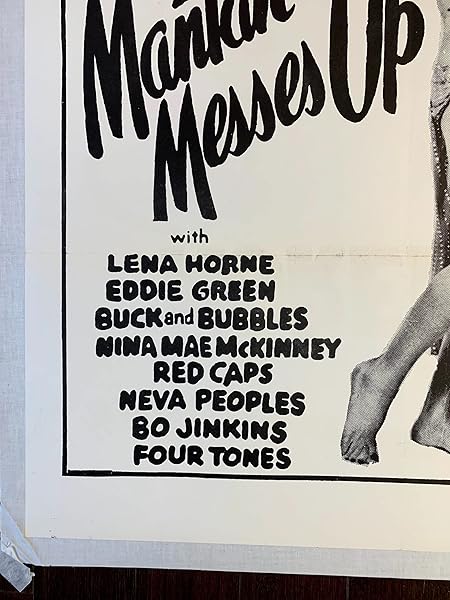 Mantan
Messes Up
with
LENA HORNE
EDDIE GREEN
BUCK and BUBBLES
NINA MAE McKINNEY
RED CAPS
NEVA PEOPLES
BO JINKINS
FOUR TONES